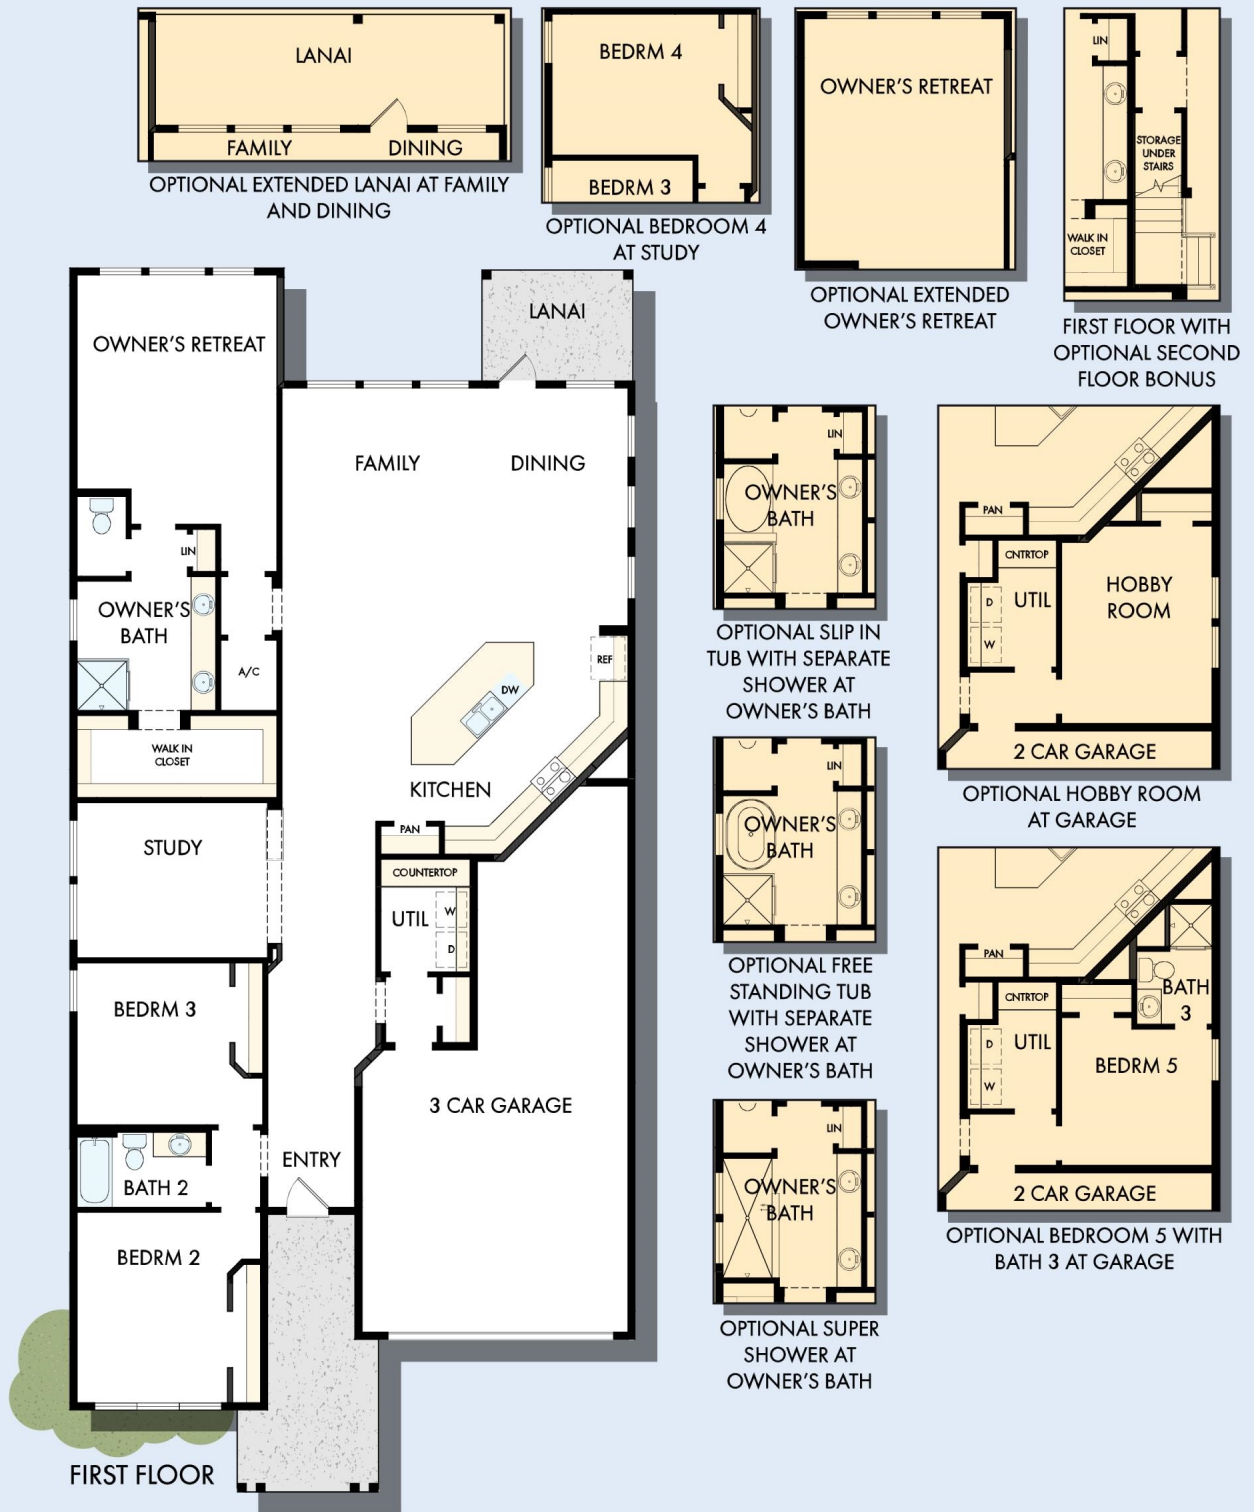 LANAI
FAMILY
DINING
OPTIONAL EXTENDED LANAI AT FAMILY
AND DINING
BEDRM 4
BEDRM 3
OPTIONAL BEDROOM 4
AT STUDY
OWNER'S RETREAT
OPTIONAL EXTENDED
OWNER'S RETREAT
LIN
STORAGE
UNDER
STAIRS
WALK IN
CLOSET
FIRST FLOOR WITH
OPTIONAL SECOND
FLOOR BONUS
OWNER'S RETREAT
LANAI
FAMILY
DINING
LIN
OWNER'S
BATH
A/C
REF
DW
WALK IN
CLOSET
KITCHEN
PAN
STUDY
COUNTERTOP
UTIL
W
D
BEDRM 3
3 CAR GARAGE
ENTRY
BATH 2
BEDRM 2
FIRST FLOOR
LIN
OWNER'S
BATH
OPTIONAL SLIP IN
TUB WITH SEPARATE
SHOWER AT
OWNER'S BATH
LIN
OWNER'S
BATH
OPTIONAL FREE
STANDING TUB
WITH SEPARATE
SHOWER AT
OWNER'S BATH
LIN
OWNER'S
BATH
OPTIONAL SUPER
SHOWER AT
OWNER'S BATH
PAN
CNTRTOP
D
UTIL
W
HOBBY
ROOM
2 CAR GARAGE
OPTIONAL HOBBY ROOM
AT GARAGE
PAN
CNTRTOP
BATH
3
D
UTIL
W
BEDRM 5
2 CAR GARAGE
OPTIONAL BEDROOM 5 WITH
BATH 3 AT GARAGE